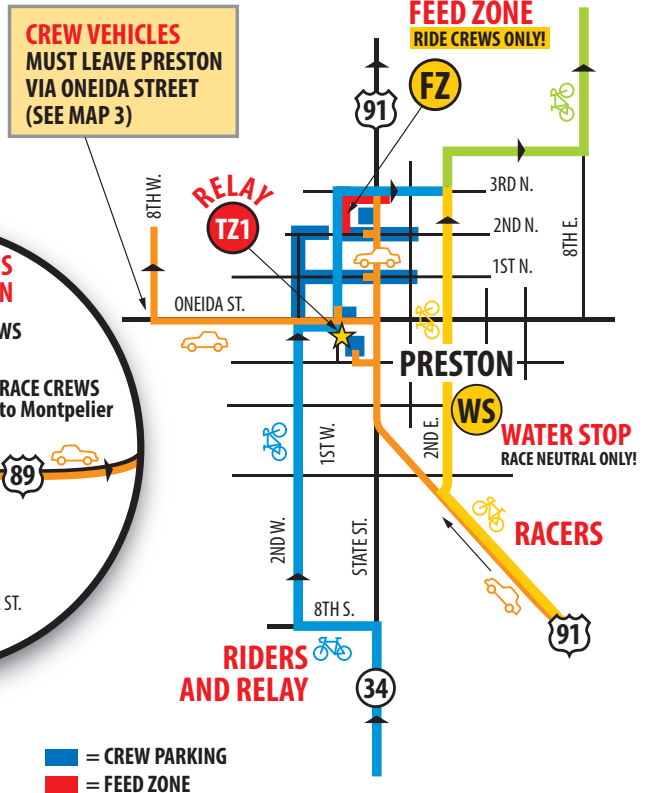 CREW VEHICLES
MUST LEAVE PRESTON
VIA ONEIDA STREET
(SEE MAP 3)
FEED ZONE
RIDE CREWS ONLY!
FZ
91
8TH W.
RELAY
TZ1
3RD N.
2ND N.
1ST N.
8TH E.
ONEIDA ST.
S
N
WS
RACE CREWS
to Montpelier
89
ST.
PRESTON
WS
WATER STOP
RACE NEUTRAL ONLY!
1ST W.
2ND E.
2ND W.
STATE ST.
RACERS
8TH S.
91
RIDERS
AND RELAY
34
= CREW PARKING
= FEED ZONE